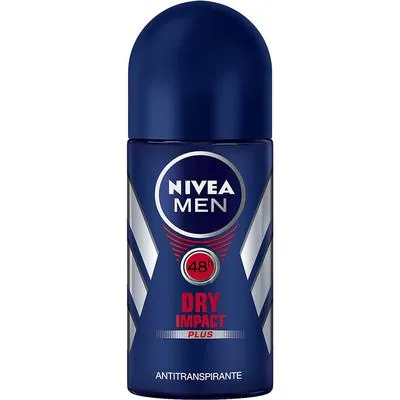 NIVEA
MEN
48h
DRY
IMPACT
PLUS
ANTITRANSPIRANTE